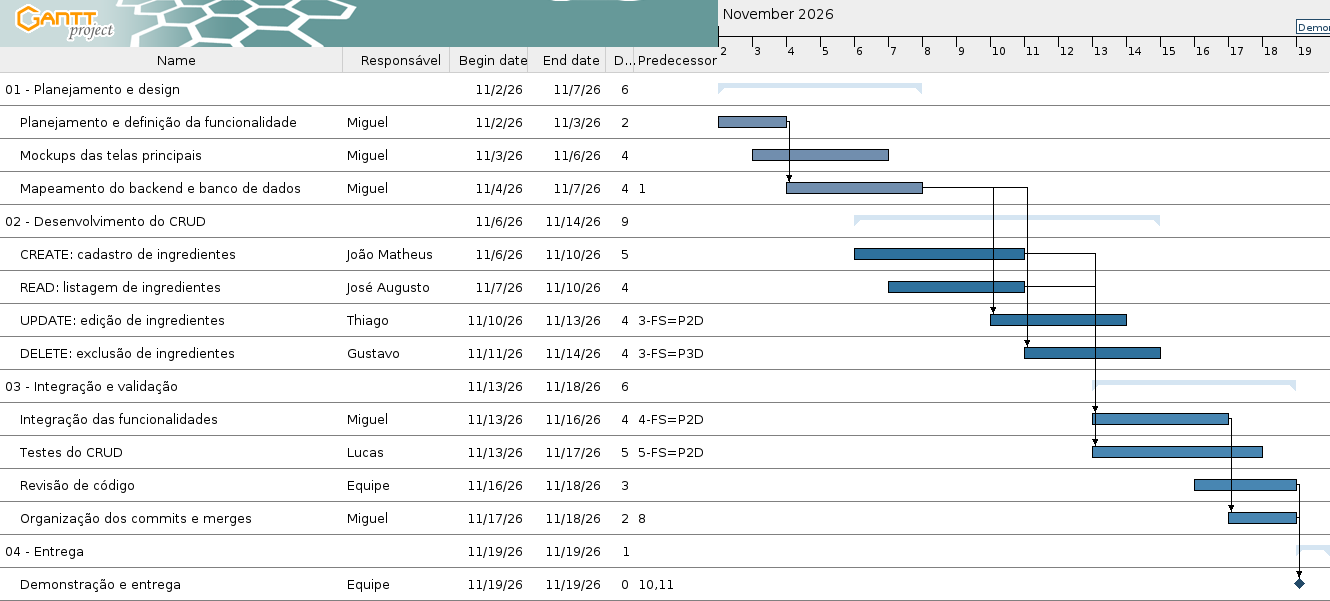 GANTT
project
November 2026
Demor
2 3 4 5 6 7 8 9 10 11 12 13 14 15 16 17 18 19
Name Responsável Begin date End date D... Predecessor
01 - Planejamento e design 11/2/26 11/7/26 6
Planejamento e definição da funcionalidade Miguel 11/2/26 11/3/26 2
Mockups das telas principais Miguel 11/3/26 11/6/26 4
Mapeamento do backend e banco de dados Miguel 11/4/26 11/7/26 4 1
02 - Desenvolvimento do CRUD 11/6/26 11/14/26 9
CREATE: cadastro de ingredientes João Matheus 11/6/26 11/10/26 5
READ: listagem de ingredientes José Augusto 11/7/26 11/10/26 4
UPDATE: edição de ingredientes Thiago 11/10/26 11/13/26 4 3-FS=P2D
DELETE: exclusão de ingredientes Gustavo 11/11/26 11/14/26 4 3-FS=P3D
03 - Integração e validação 11/13/26 11/18/26 6
Integração das funcionalidades Miguel 11/13/26 11/16/26 4 4-FS=P2D
Testes do CRUD Lucas 11/13/26 11/17/26 5 5-FS=P2D
Revisão de código Equipe 11/16/26 11/18/26 3
Organização dos commits e merges Miguel 11/17/26 11/18/26 2 8
04 - Entrega 11/19/26 11/19/26 1
Demonstração e entrega Equipe 11/19/26 11/19/26 0 10,11